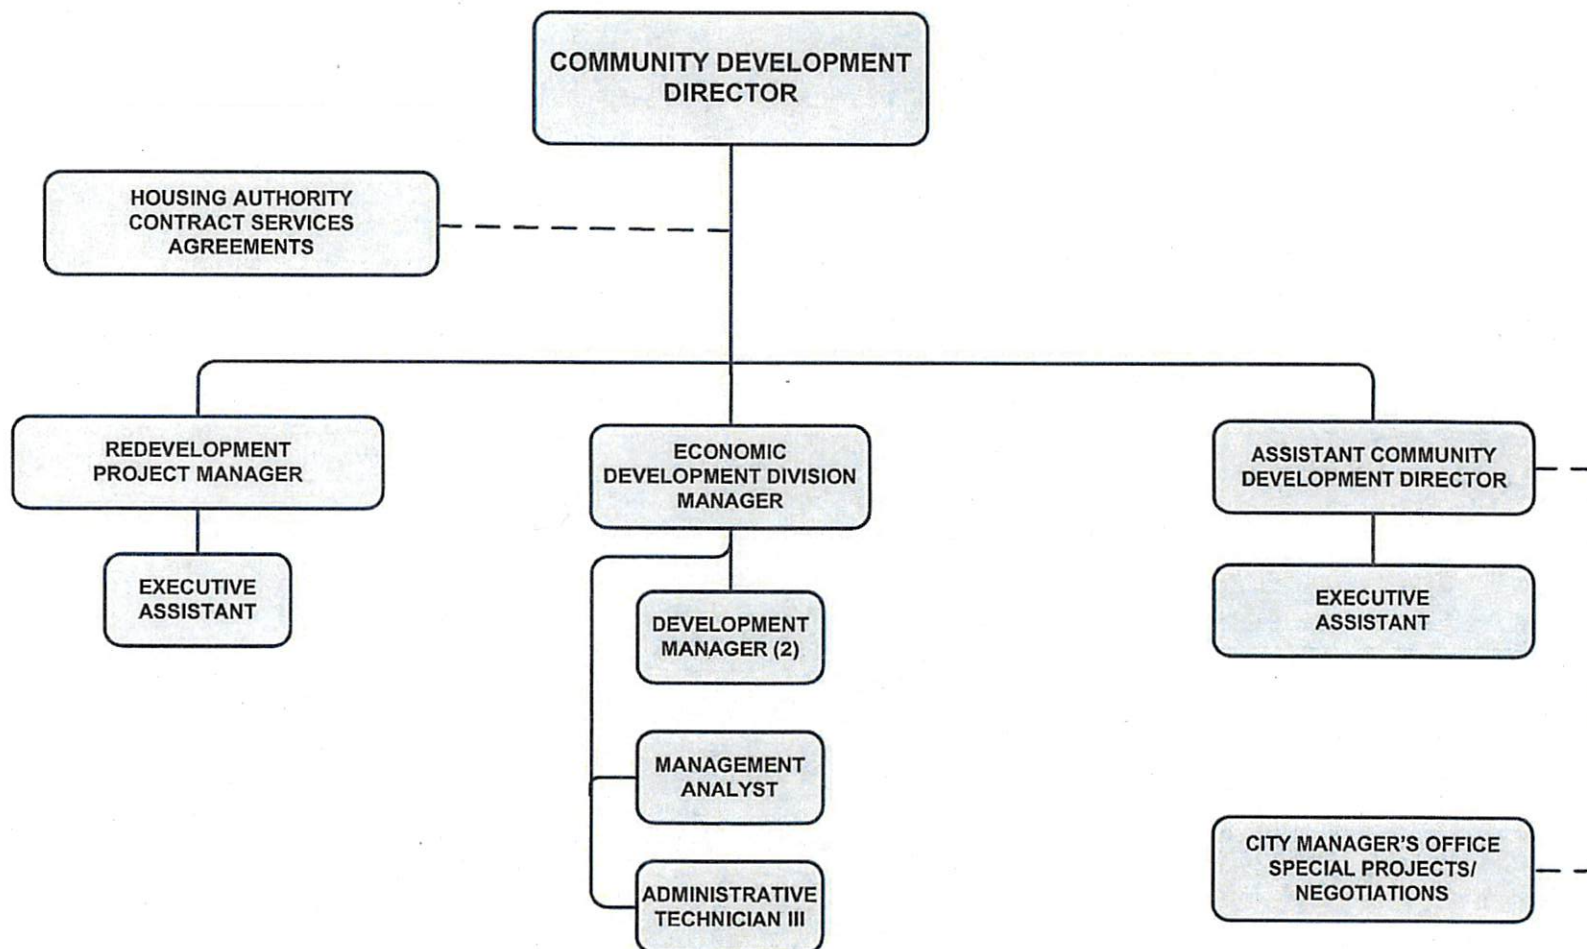 COMMUNITY DEVELOPMENT
DIRECTOR
HOUSING AUTHORITY
CONTRACT SERVICES
AGREEMENTS
REDEVELOPMENT
PROJECT MANAGER
ECONOMIC
DEVELOPMENT DIVISION
MANAGER
ASSISTANT COMMUNITY
DEVELOPMENT DIRECTOR
EXECUTIVE
ASSISTANT
DEVELOPMENT
MANAGER (2)
EXECUTIVE
ASSISTANT
MANAGEMENT
ANALYST
ADMINISTRATIVE
TECHNICIAN III
CITY MANAGER'S OFFICE
SPECIAL PROJECTS/
NEGOTIATIONS